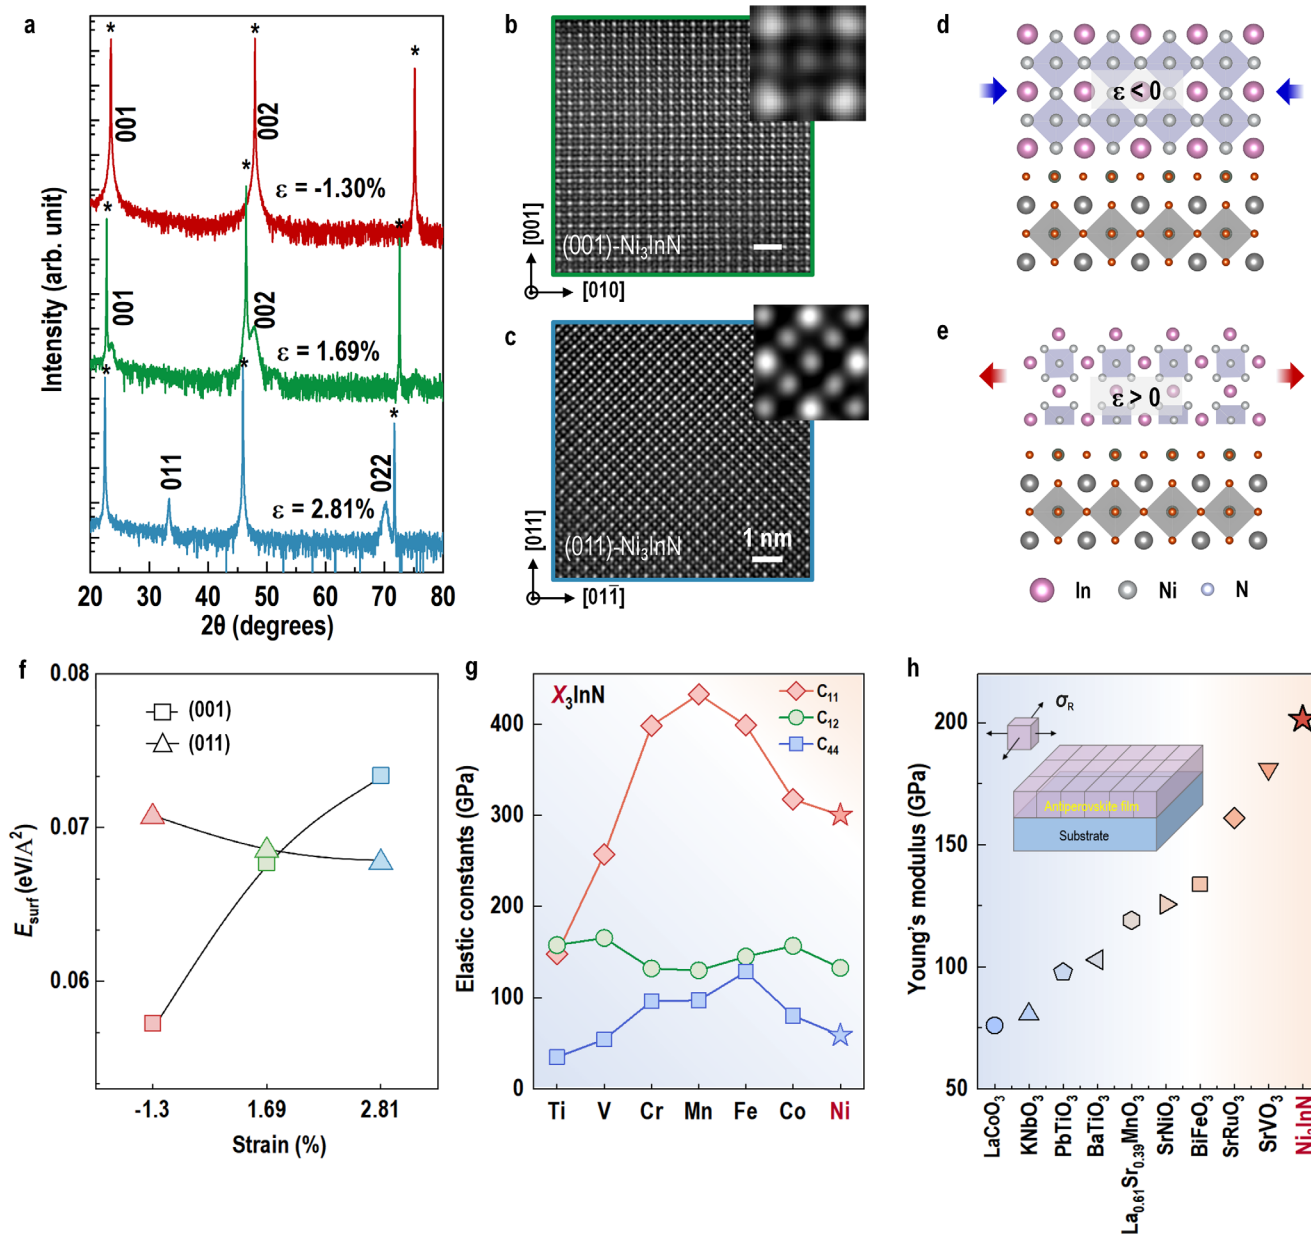 a
Intensity (arb. unit)
*
*
*
001
002
ε = -1.30%
*
*
*
001
002
ε = 1.69%
*
*
*
011
022
ε = 2.81%
20 30 40 50 60 70 80
2θ (degrees)
b
[001]
[010]
(001)-Ni₃InN
c
[011]
[011̅]
(011)-Ni₃InN
1 nm
d
ε < 0
e
ε > 0
In Ni N
f
0.08
0.07
0.06
E_surf (eV/Å²)
(001)
(011)
-1.3 1.69 2.81
Strain (%)
g
X₃InN
C₁₁
C₁₂
C₄₄
Elastic constants (GPa)
400
300
200
100
0
Ti V Cr Mn Fe Co Ni
h
σ_R
Antiperovskite film
Substrate
Young's modulus (GPa)
200
150
100
50
LaCoO₃
KNbO₃
PbTiO₃
BaTiO₃
La₀.₆₁Sr₀.₃₉MnO₃
SrNiO₃
BiFeO₃
SrRuO₃
SrVO₃
Ni₃InN